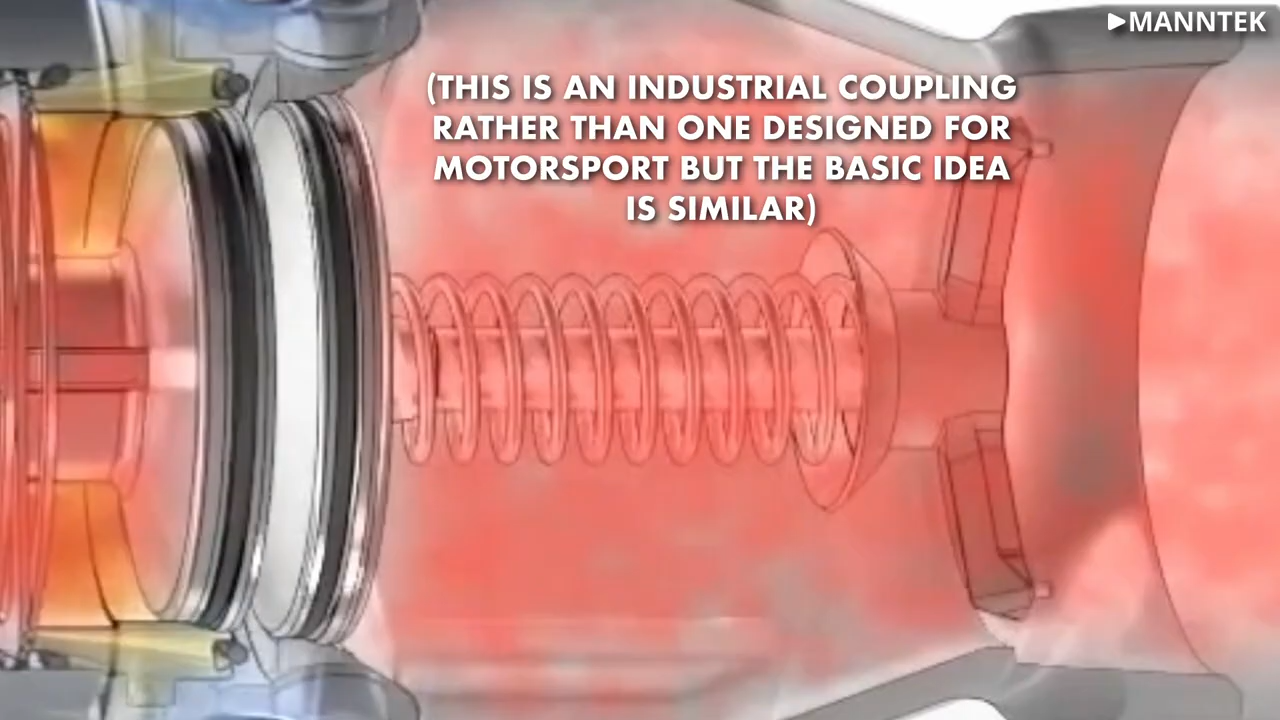 ▶MANNTEK
(THIS IS AN INDUSTRIAL COUPLING
RATHER THAN ONE DESIGNED FOR
MOTORSPORT BUT THE BASIC IDEA
IS SIMILAR)